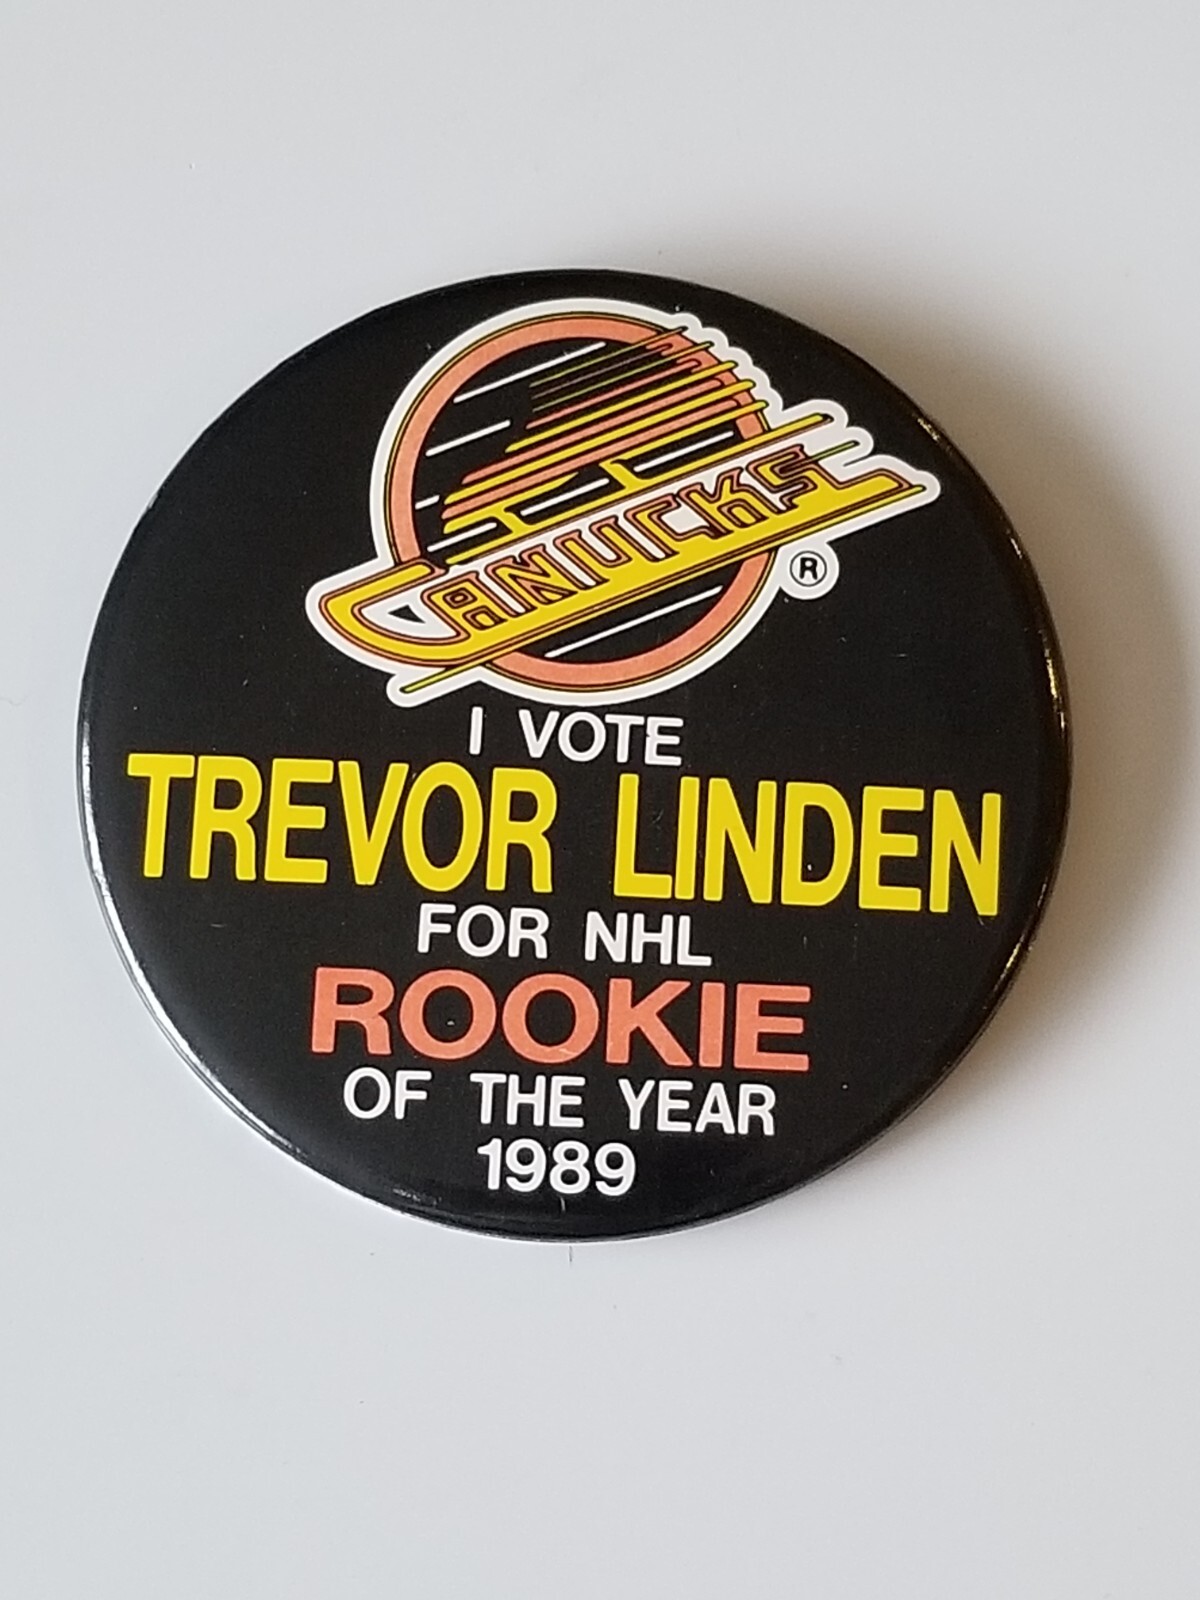 CANUCKS
®
I VOTE
TREVOR LINDEN
FOR NHL
ROOKIE
OF THE YEAR
1989